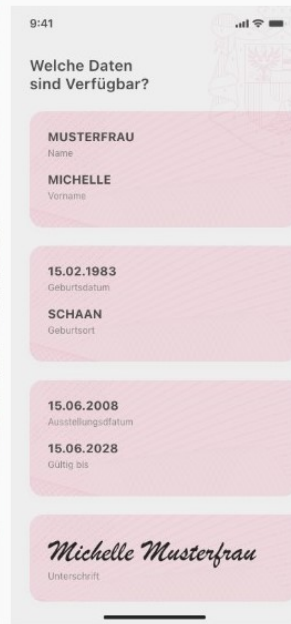 9:41
Welche Daten
sind Verfügbar?
MUSTERFRAU
Name
MICHELLE
Vorname
15.02.1983
Geburtsdatum
SCHAAN
Geburtsort
15.06.2008
Ausstellungsdfatum
15.06.2028
Gültig bis
Michelle Musterfrau
Unterschrift